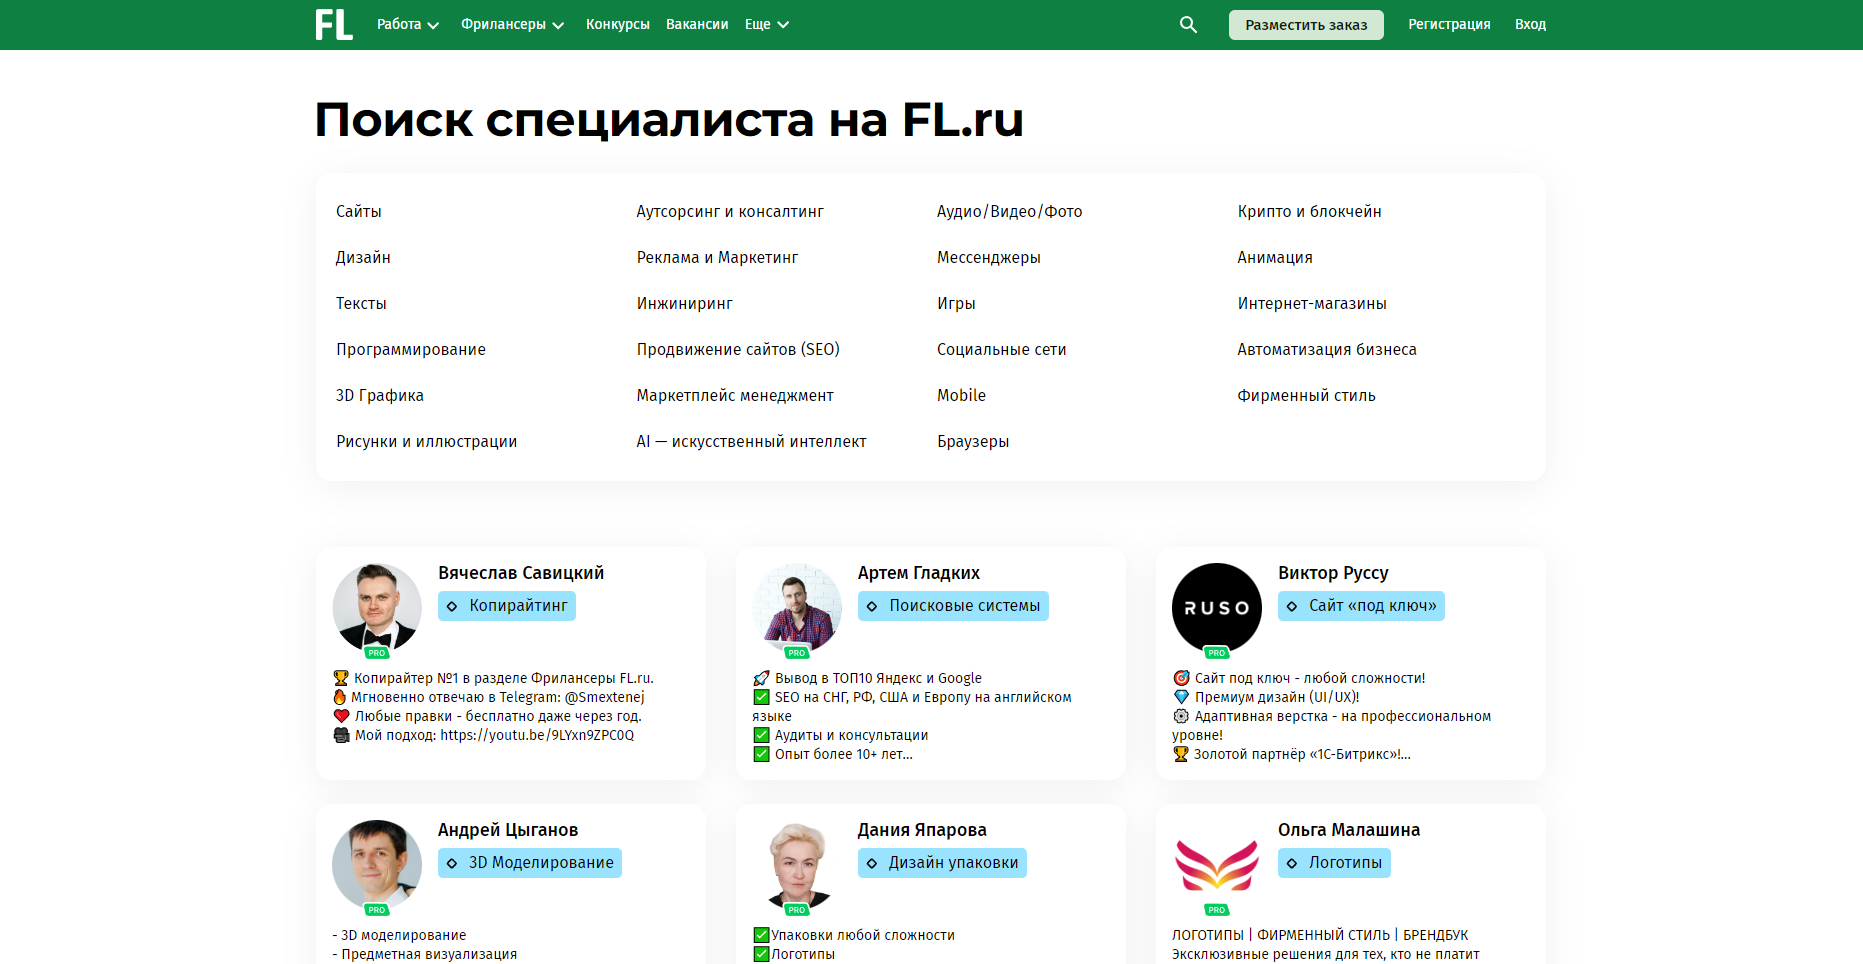 FL Работа Фрилансеры Конкурсы Вакансии Еще Разместить заказ Регистрация Вход
Поиск специалиста на FL.ru
Сайты Аутсорсинг и консалтинг Аудио/Видео/Фото Крипто и блокчейн
Дизайн Реклама и Маркетинг Мессенджеры Анимация
Тексты Инжиниринг Игры Интернет-магазины
Программирование Продвижение сайтов (SEO) Социальные сети Автоматизация бизнеса
3D Графика Маркетплейс менеджмент Mobile Фирменный стиль
Рисунки и иллюстрации AI — искусственный интеллект Браузеры
Вячеслав Савицкий
Копирайтинг
PRO
🏆 Копирайтер №1 в разделе Фрилансеры FL.ru.
🔥 Мгновенно отвечаю в Telegram: @Smextenej
❤️ Любые правки - бесплатно даже через год.
🎥 Мой подход: https://youtu.be/9LYxn9ZPC0Q
Артем Гладких
Поисковые системы
PRO
🚀 Вывод в ТОП10 Яндекс и Google
✅ SEO на СНГ, РФ, США и Европу на английском
языке
✅ Аудиты и консультации
✅ Опыт более 10+ лет...
Виктор Руссу
RUSO
Сайт «под ключ»
PRO
🎯 Сайт под ключ - любой сложности!
💎 Премиум дизайн (UI/UX)!
⚙️ Адаптивная верстка - на профессиональном
уровне!
🏆 Золотой партнёр «1С-Битрикс»!...
Андрей Цыганов
3D Моделирование
PRO
- 3D моделирование
- Предметная визуализация
Дания Япарова
Дизайн упаковки
PRO
✅Упаковки любой сложности
✅Логотипы
Ольга Малашина
Логотипы
PRO
ЛОГОТИПЫ | ФИРМЕННЫЙ СТИЛЬ | БРЕНДБУК
Эксклюзивные решения для тех, кто не платит